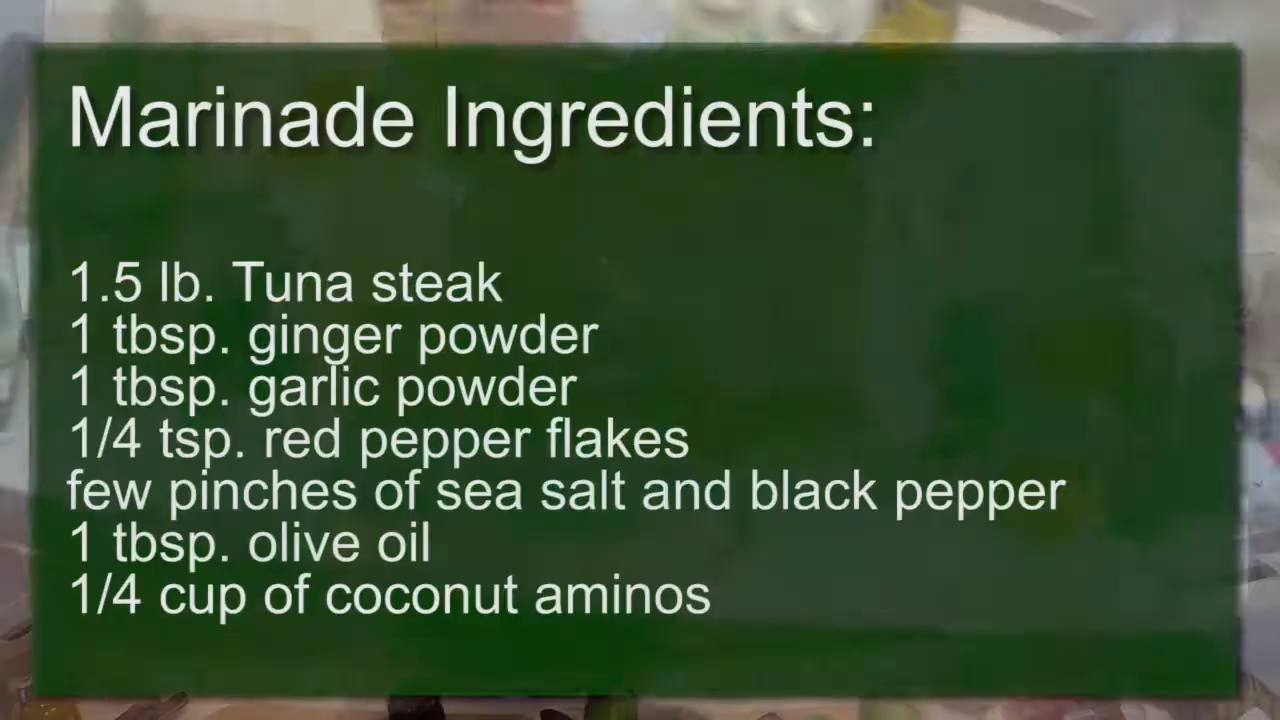 Marinade Ingredients:
1.5 lb. Tuna steak
1 tbsp. ginger powder
1 tbsp. garlic powder
1/4 tsp. red pepper flakes
few pinches of sea salt and black pepper
1 tbsp. olive oil
1/4 cup of coconut aminos